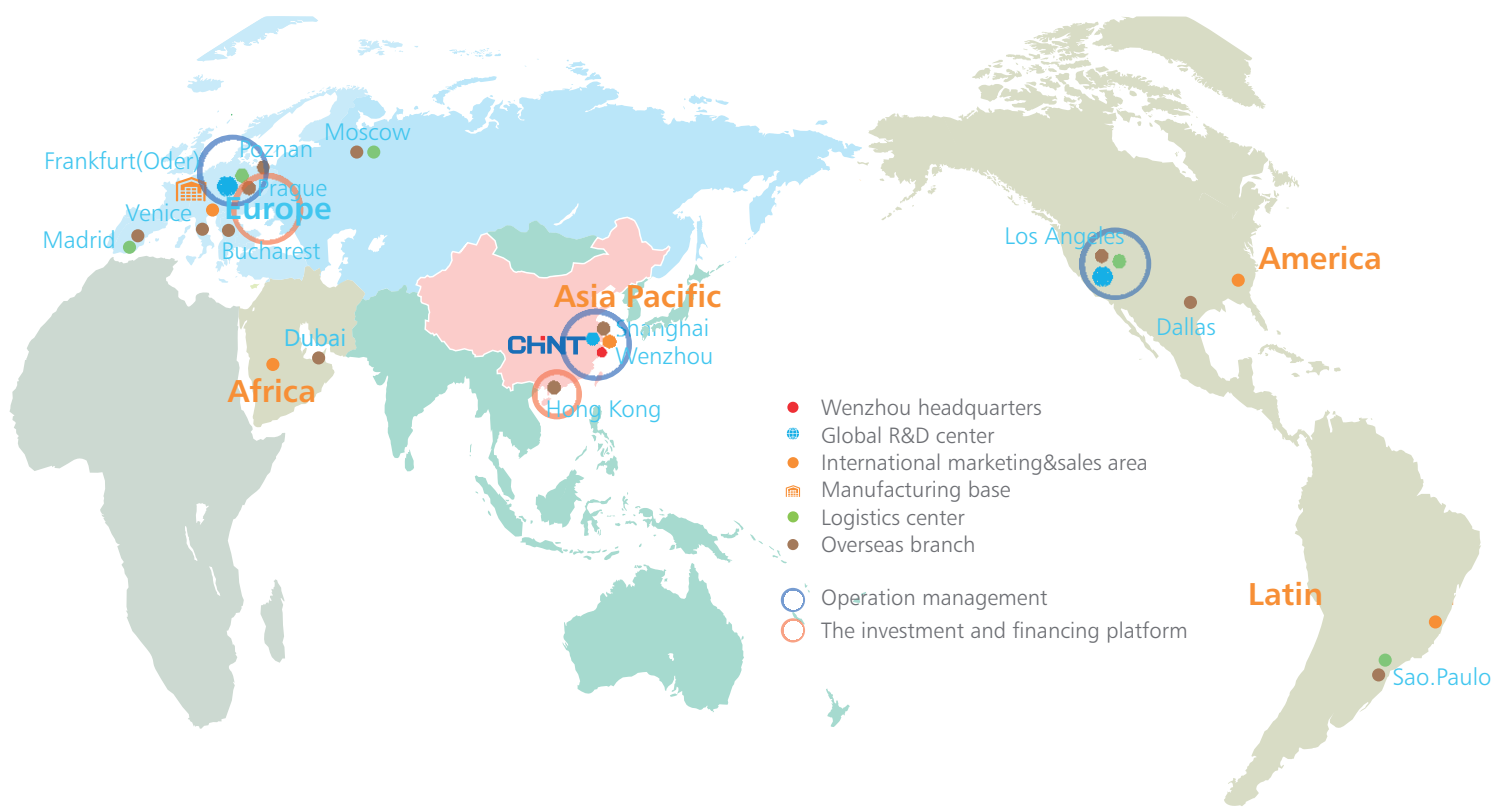 Moscow
Poznan
Frankfurt(Oder)
Prague
Europe
Venice
Madrid
Bucharest
Los Angeles
America
Dallas
Asia Pacific
Shanghai
CHiNT
Wenzhou
Dubai
Africa
Hong Kong
Wenzhou headquarters
Global R&D center
International marketing&sales area
Manufacturing base
Logistics center
Overseas branch
Operation management
The investment and financing platform
Latin
Sao.Paulo